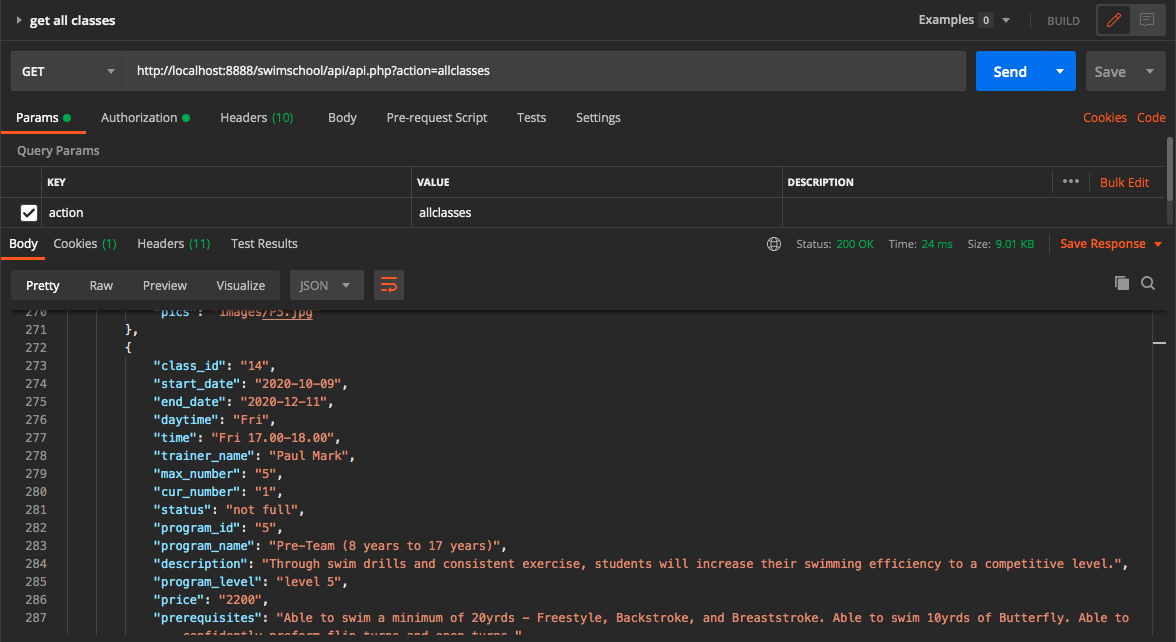 get all classes Examples 0 BUILD
GET http://localhost:8888/swimschool/api/api.php?action=allclasses Send Save
Params Authorization Headers (10) Body Pre-request Script Tests Settings Cookies Code
Query Params
KEY VALUE DESCRIPTION ••• Bulk Edit
action allclasses
Body Cookies (1) Headers (11) Test Results Status: 200 OK Time: 24 ms Size: 9.01 KB Save Response
Pretty Raw Preview Visualize JSON
270 "pics": "images/P5.jpg"
271 },
272 {
273 "class_id": "14",
274 "start_date": "2020-10-09",
275 "end_date": "2020-12-11",
276 "daytime": "Fri",
277 "time": "Fri 17.00-18.00",
278 "trainer_name": "Paul Mark",
279 "max_number": "5",
280 "cur_number": "1",
281 "status": "not full",
282 "program_id": "5",
283 "program_name": "Pre-Team (8 years to 17 years)",
284 "description": "Through swim drills and consistent exercise, students will increase their swimming efficiency to a competitive level.",
285 "program_level": "level 5",
286 "price": "2200",
287 "prerequisites": "Able to swim a minimum of 20yrds - Freestyle, Backstroke, and Breaststroke. Able to swim 10yrds of Butterfly. Able to
confidently preform flip turns and open turns."